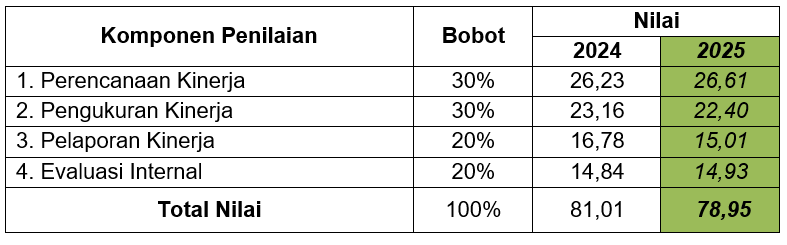 Komponen Penilaian Bobot Nilai
2024 2025
1. Perencanaan Kinerja 30% 26,23 26,61
2. Pengukuran Kinerja 30% 23,16 22,40
3. Pelaporan Kinerja 20% 16,78 15,01
4. Evaluasi Internal 20% 14,84 14,93
Total Nilai 100% 81,01 78,95